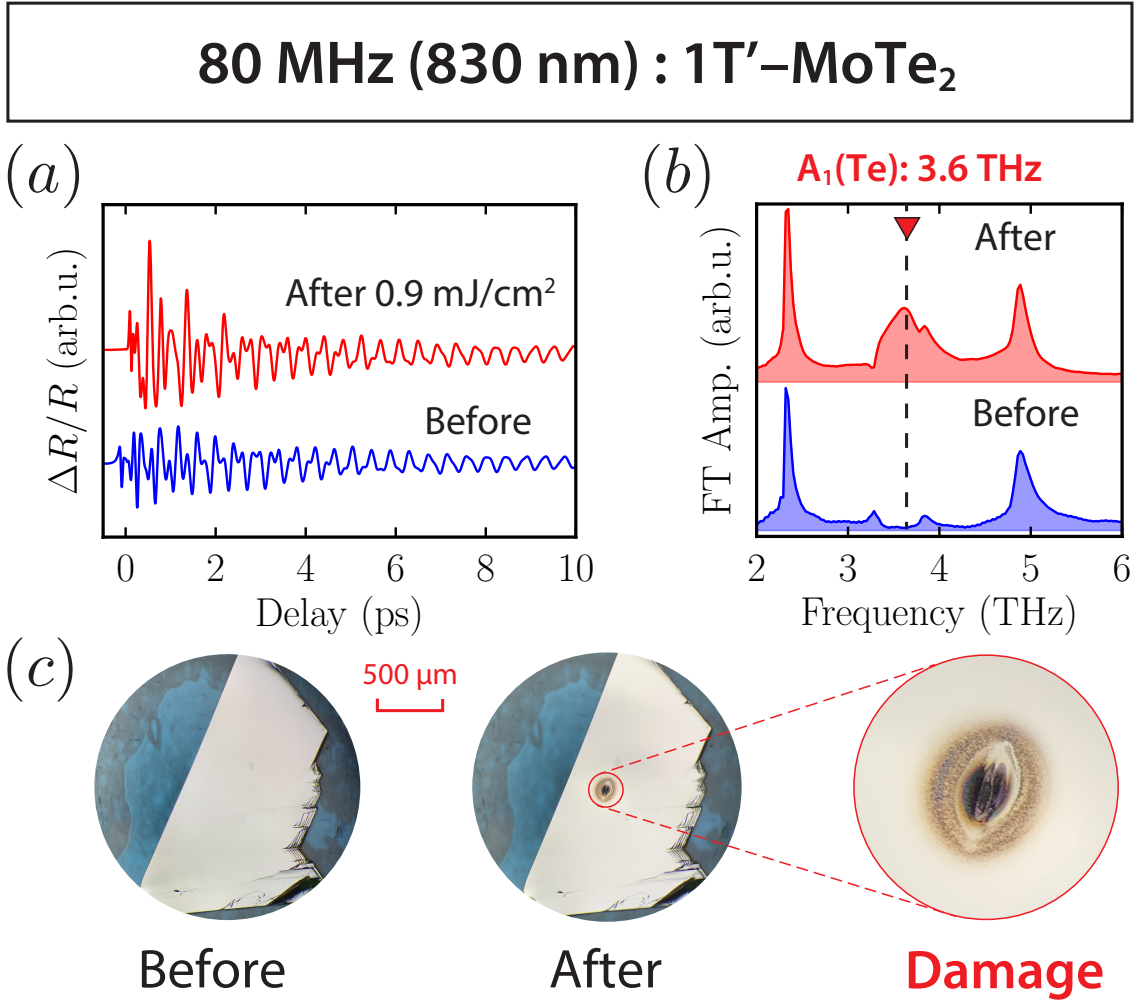 80 MHz (830 nm) : 1T′–MoTe₂
(a)
ΔR/R (arb.u.)
After 0.9 mJ/cm²
Before
0 2 4 6 8 10
Delay (ps)
(b)
A₁(Te): 3.6 THz
FT Amp. (arb.u.)
After
Before
2 3 4 5 6
Frequency (THz)
(c)
500 μm
Before
After
Damage